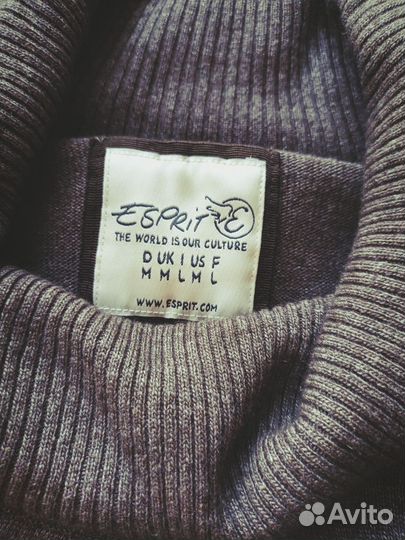 ESPRIT E
THE WORLD IS OUR CULTURE
D UK I US F
M M L M L
WWW.ESPRIT.COM
Avito